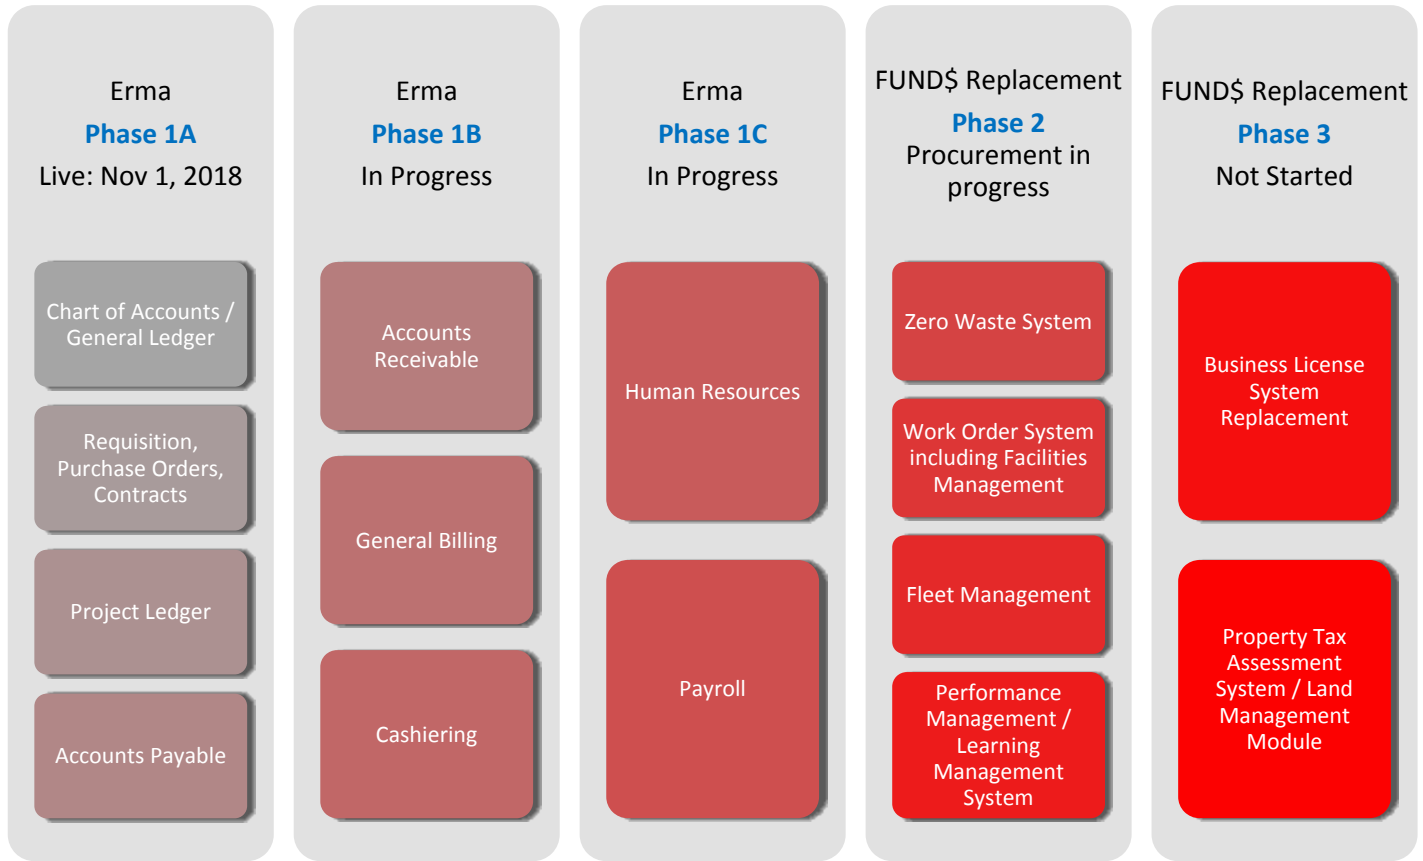 Erma
Phase 1A
Live: Nov 1, 2018
Chart of Accounts /
General Ledger
Requisition,
Purchase Orders,
Contracts
Project Ledger
Accounts Payable
Erma
Phase 1B
In Progress
Accounts
Receivable
General Billing
Cashiering
Erma
Phase 1C
In Progress
Human Resources
Payroll
FUND$ Replacement
Phase 2
Procurement in
progress
Zero Waste System
Work Order System
including Facilities
Management
Fleet Management
Performance
Management /
Learning
Management
System
FUND$ Replacement
Phase 3
Not Started
Business License
System
Replacement
Property Tax
Assessment
System / Land
Management
Module